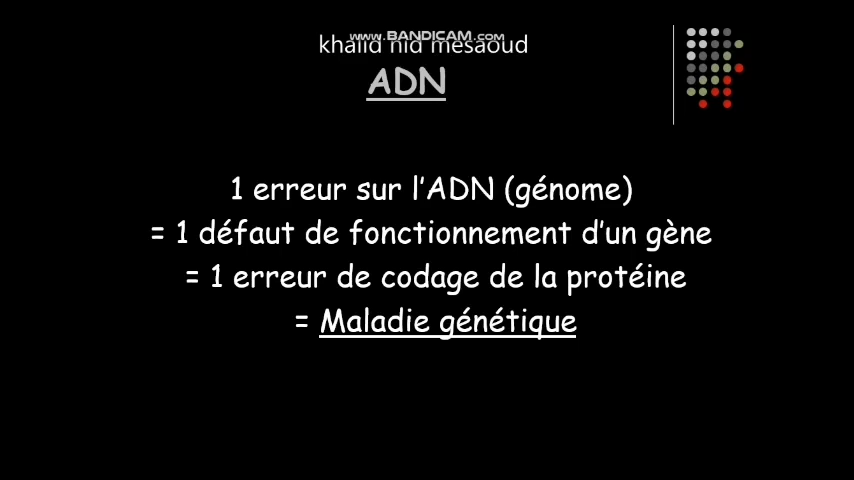 www.BANDICAM.com
khalid nid mesaoud
ADN
1 erreur sur l’ADN (génome)
= 1 défaut de fonctionnement d’un gène
= 1 erreur de codage de la protéine
= Maladie génétique